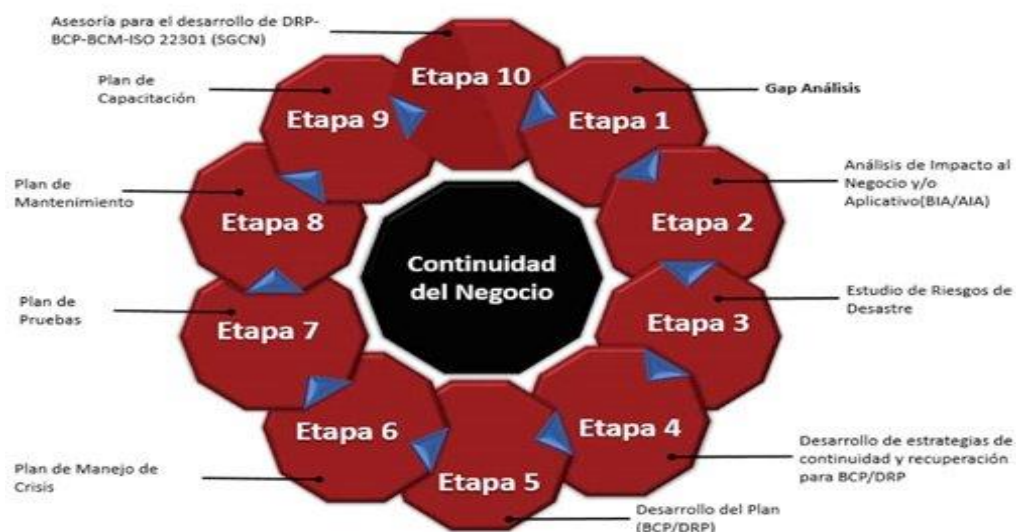 Continuidad
del Negocio
Etapa 1
Gap Análisis
Etapa 2
Análisis de Impacto al
Negocio y/o
Aplicativo(BIA/AIA)
Etapa 3
Estudio de Riesgos de
Desastre
Etapa 4
Desarrollo de estrategias de
continuidad y recuperación
para BCP/DRP
Etapa 5
Desarrollo del Plan
(BCP/DRP)
Etapa 6
Plan de Manejo de
Crisis
Etapa 7
Plan de
Pruebas
Etapa 8
Plan de
Mantenimiento
Etapa 9
Plan de
Capacitación
Etapa 10
Asesoría para el desarrollo de DRP-
BCP-BCM-ISO 22301 (SGCN)